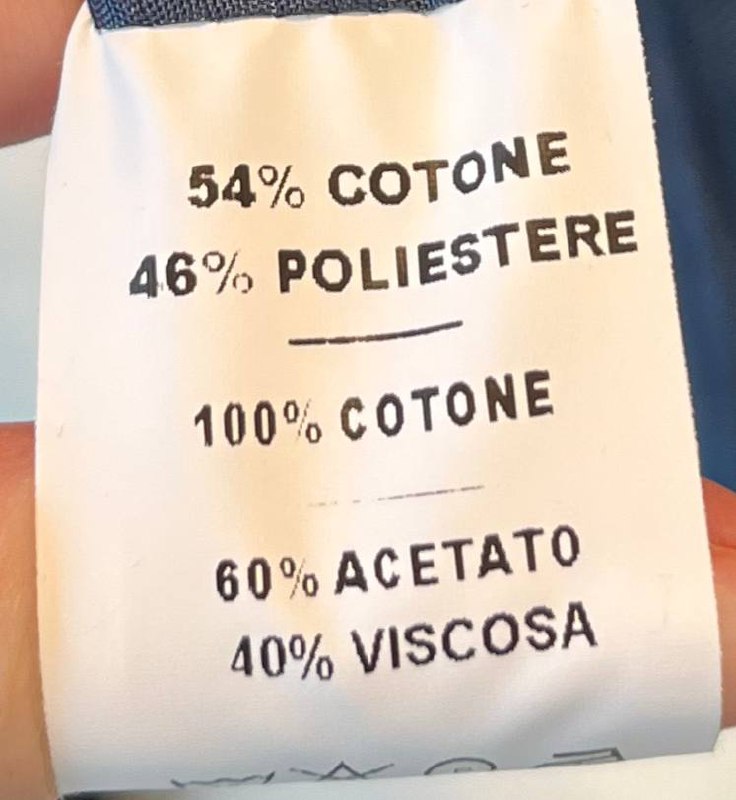 54% COTONE
46% POLIESTERE
100% COTONE
60% ACETATO
40% VISCOSA